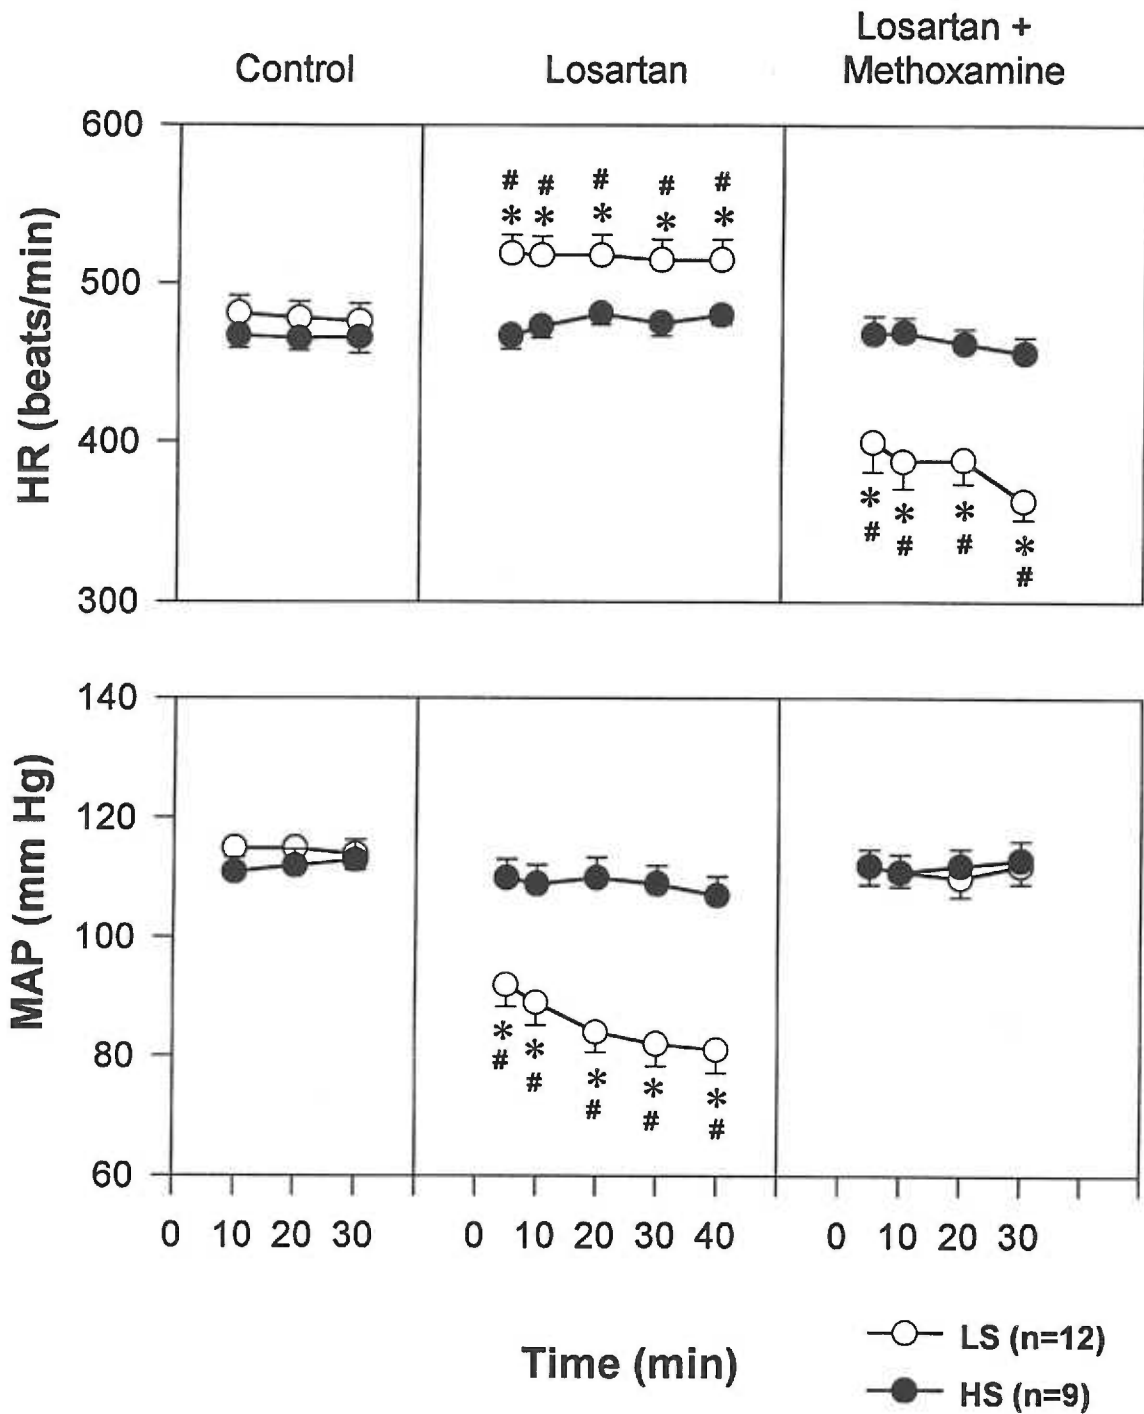 Control
Losartan
Losartan +
Methoxamine
HR (beats/min)
600
500
400
300
# # # # #
* * * * *
* * * *
# # # #
MAP (mm Hg)
140
120
100
80
60
* * * * *
# # # # #
0 10 20 30 0 10 20 30 40 0 10 20 30
Time (min)
LS (n=12)
HS (n=9)